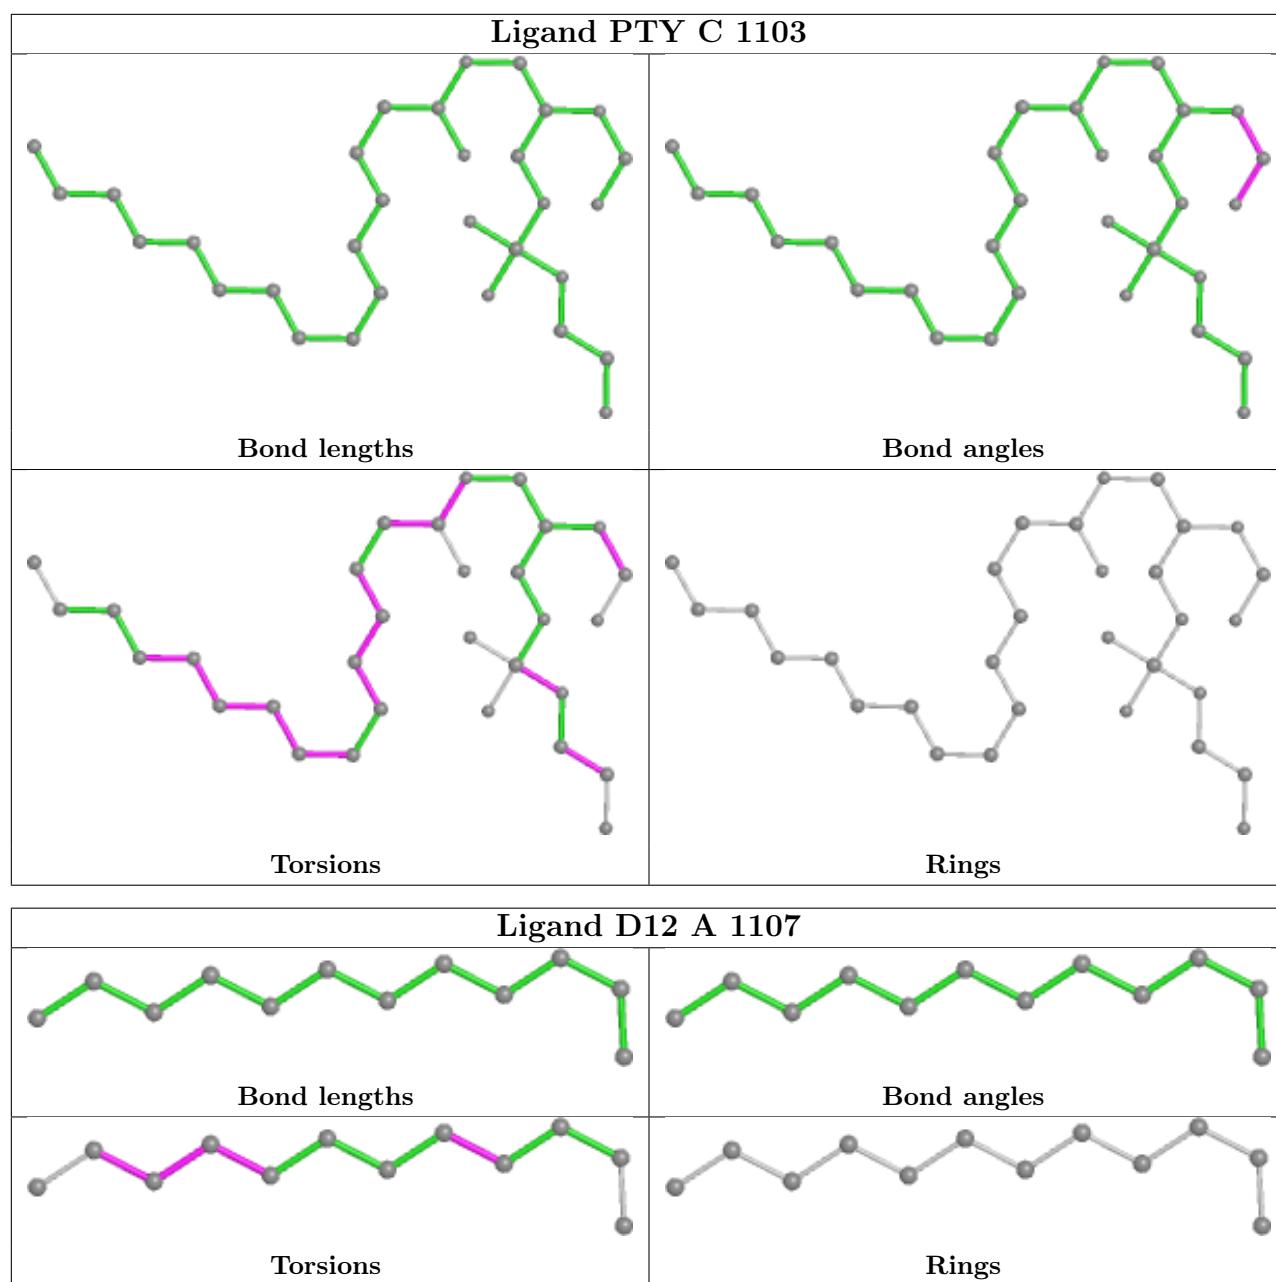 Ligand PTY C 1103
Bond lengths
Bond angles
Torsions
Rings
Ligand D12 A 1107
Bond lengths
Bond angles
Torsions
Rings